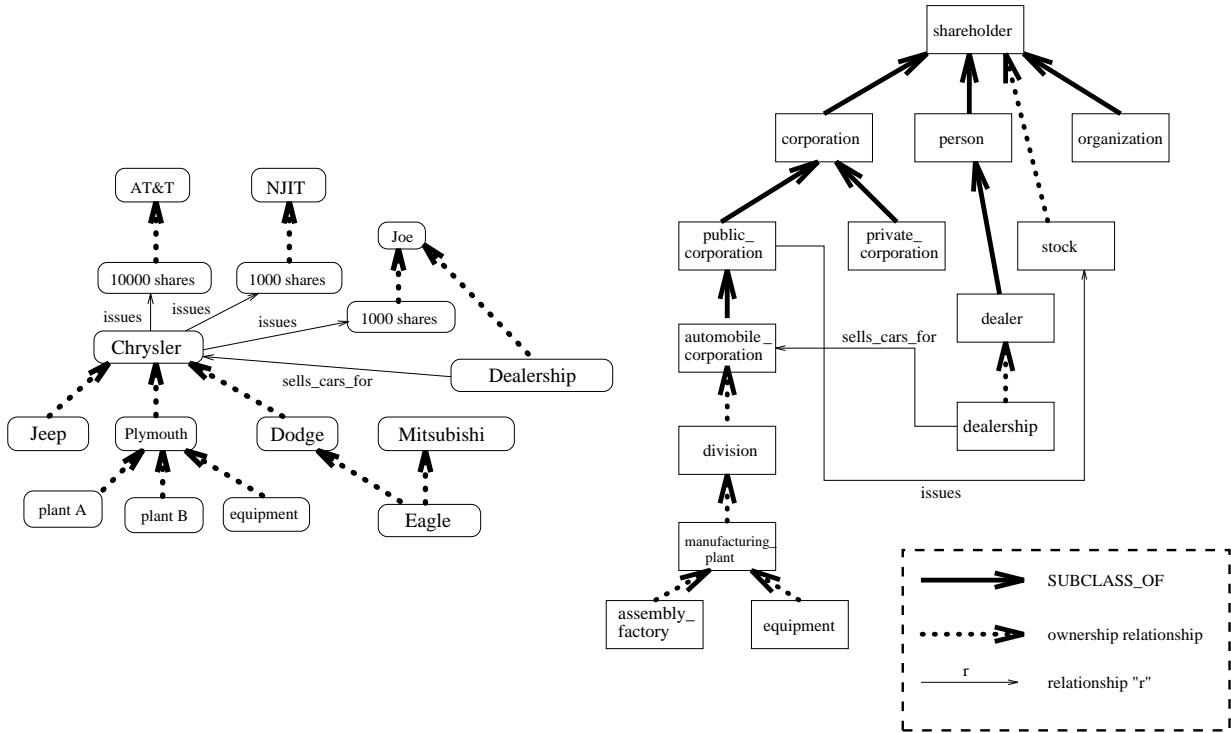 AT&T
NJIT
Joe
10000 shares
1000 shares
issues
issues
issues
1000 shares
Chrysler
sells_cars_for
Dealership
Jeep
Plymouth
Dodge
Mitsubishi
plant A
plant B
equipment
Eagle
shareholder
corporation
person
organization
public_
corporation
private_
corporation
stock
dealer
automobile_
corporation
sells_cars_for
dealership
division
issues
manufacturing_
plant
assembly_
factory
equipment
SUBCLASS_OF
ownership relationship
r
relationship "r"